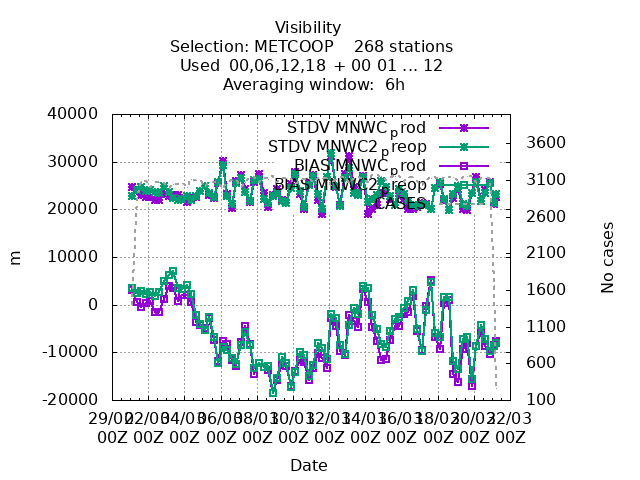 Visibility
Selection: METCOOP    268 stations
Used  00,06,12,18 + 00 01 ... 12
Averaging window:  6h
40000
30000
20000
10000
0
-10000
-20000
m
STDV MNWC_prod
STDV MNWC2_preop
BIAS MNWC_prod
BIAS MNWC2_preop
CASES
3600
3100
2600
2100
1600
1100
600
100
No cases
29/02 02/03 04/03 06/03 08/03 10/03 12/03 14/03 16/03 18/03 20/03 22/03
00Z 00Z 00Z 00Z 00Z 00Z 00Z 00Z 00Z 00Z 00Z 00Z
Date